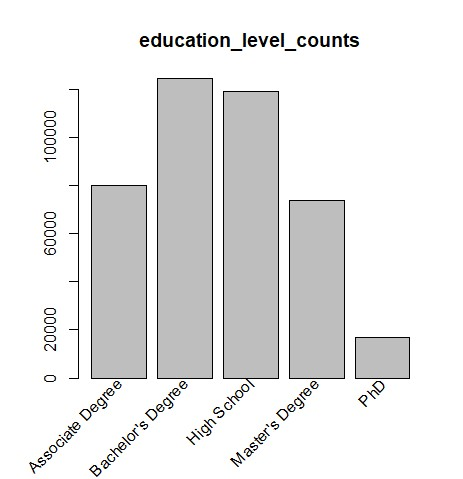 education_level_counts
100000
60000
20000
0
Associate Degree
Bachelor's Degree
High School
Master's Degree
PhD